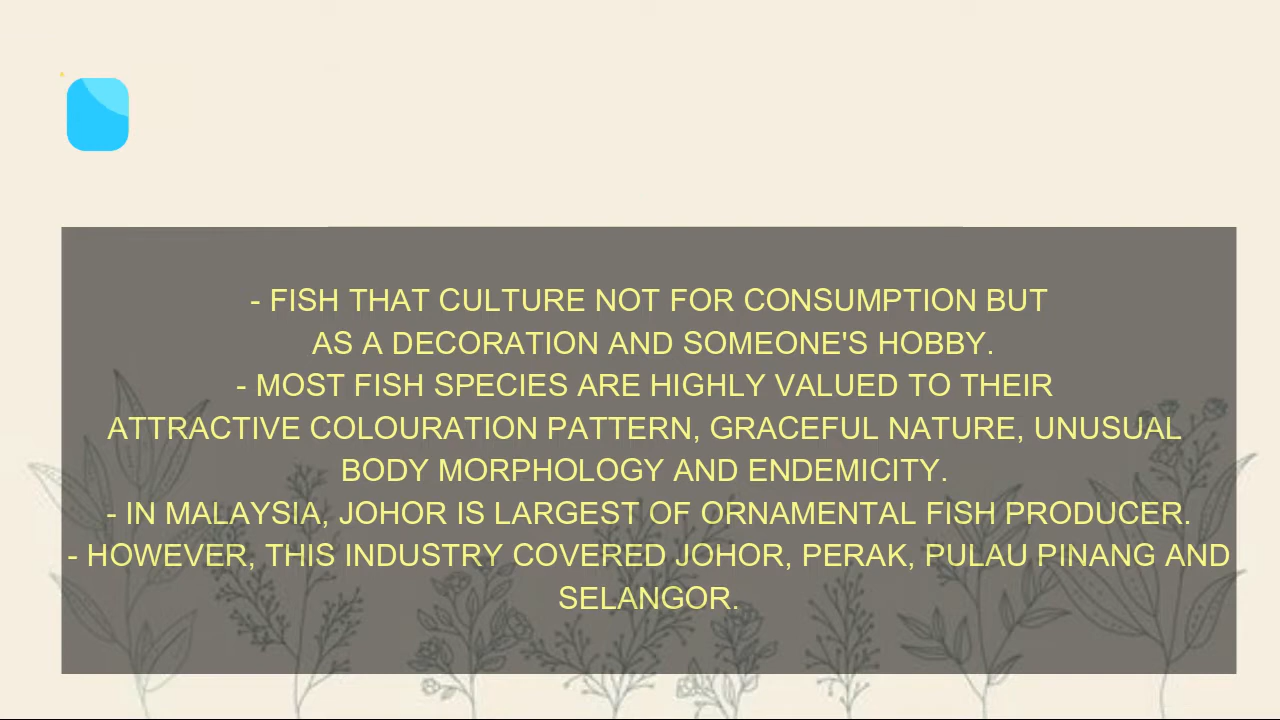 - FISH THAT CULTURE NOT FOR CONSUMPTION BUT
AS A DECORATION AND SOMEONE'S HOBBY.
- MOST FISH SPECIES ARE HIGHLY VALUED TO THEIR
ATTRACTIVE COLOURATION PATTERN, GRACEFUL NATURE, UNUSUAL
BODY MORPHOLOGY AND ENDEMICITY.
- IN MALAYSIA, JOHOR IS LARGEST OF ORNAMENTAL FISH PRODUCER.
- HOWEVER, THIS INDUSTRY COVERED JOHOR, PERAK, PULAU PINANG AND
SELANGOR.